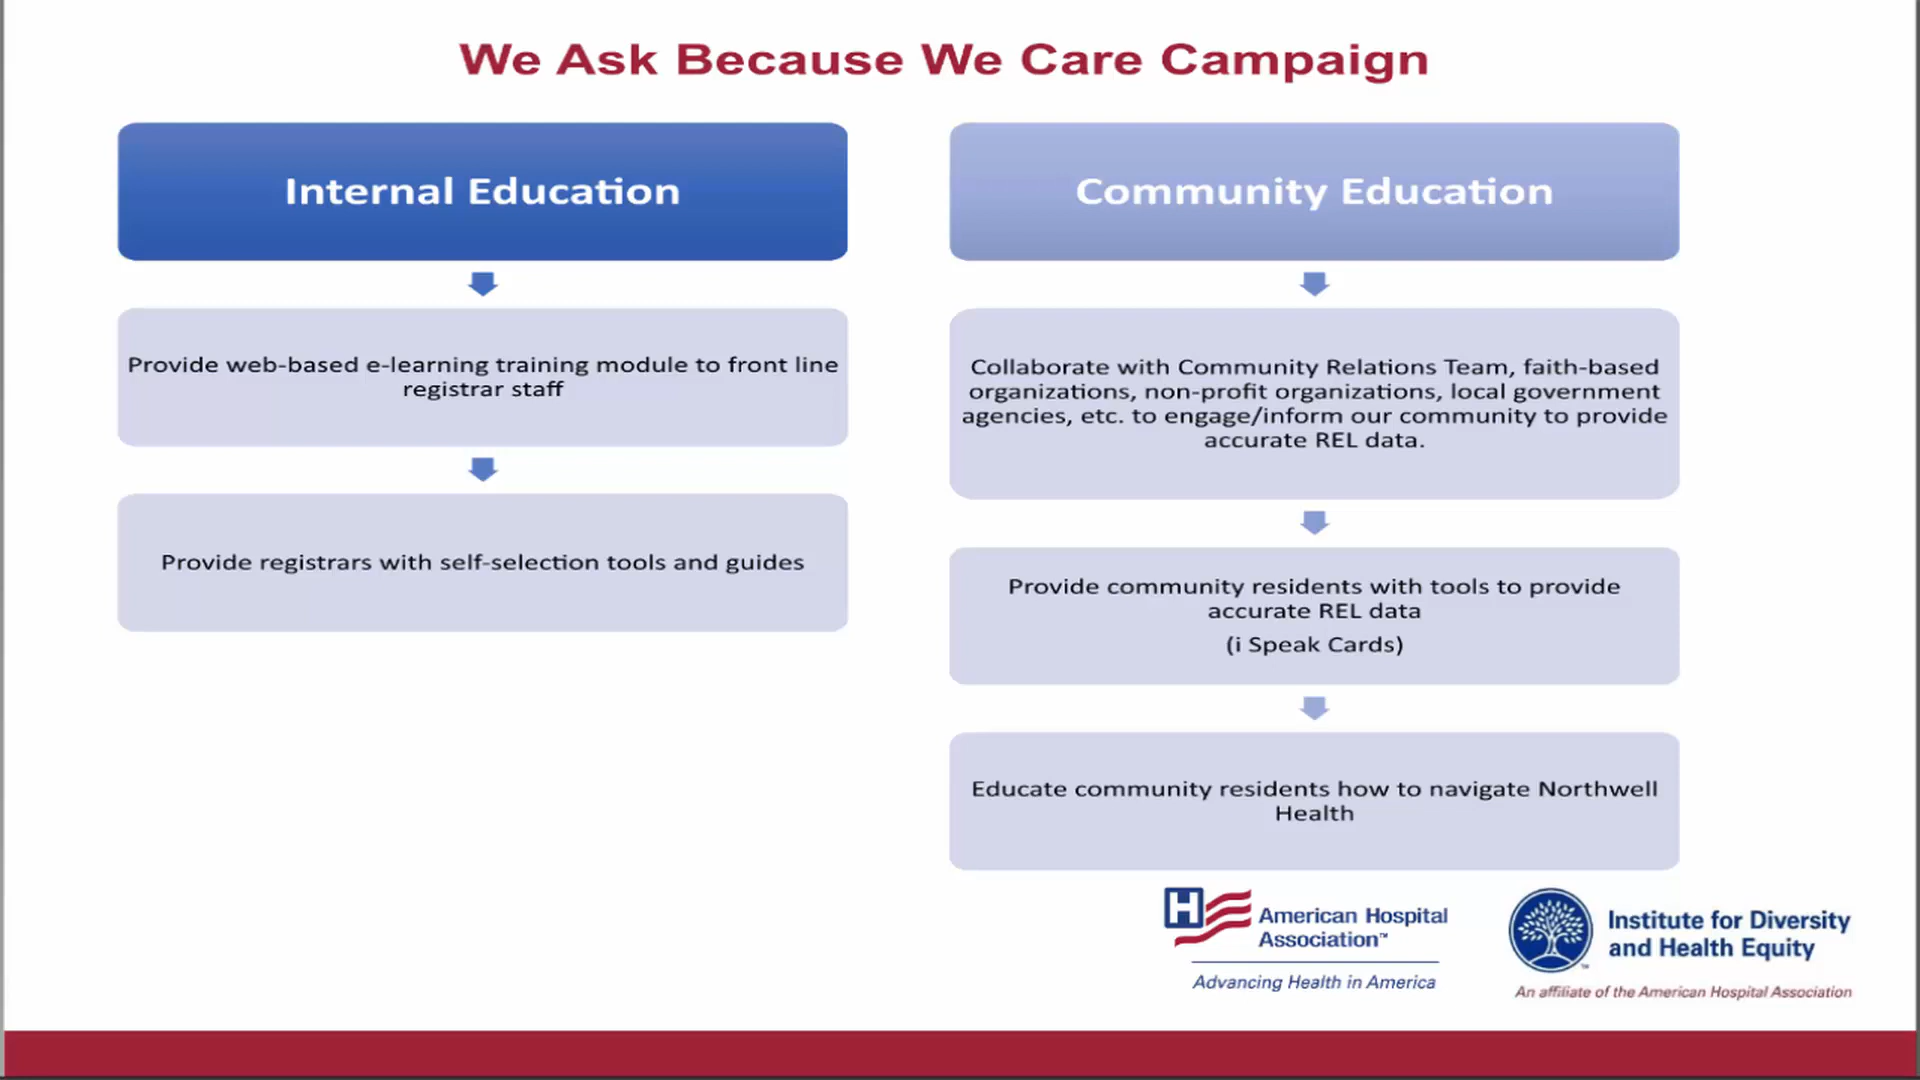 We Ask Because We Care Campaign
Internal Education
Provide web-based e-learning training module to front line
registrar staff
Provide registrars with self-selection tools and guides
Community Education
Collaborate with Community Relations Team, faith-based
organizations, non-profit organizations, local government
agencies, etc. to engage/inform our community to provide
accurate REL data.
Provide community residents with tools to provide
accurate REL data
(i Speak Cards)
Educate community residents how to navigate Northwell
Health
H
American Hospital
Association™
Advancing Health in America
Institute for Diversity
and Health Equity
An affiliate of the American Hospital Association